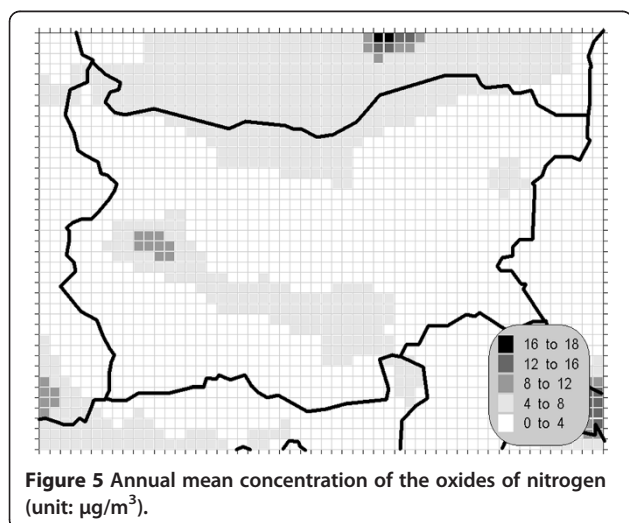 16 to 18
12 to 16
8 to 12
4 to 8
0 to 4
Figure 5 Annual mean concentration of the oxides of nitrogen
(unit: µg/m³).